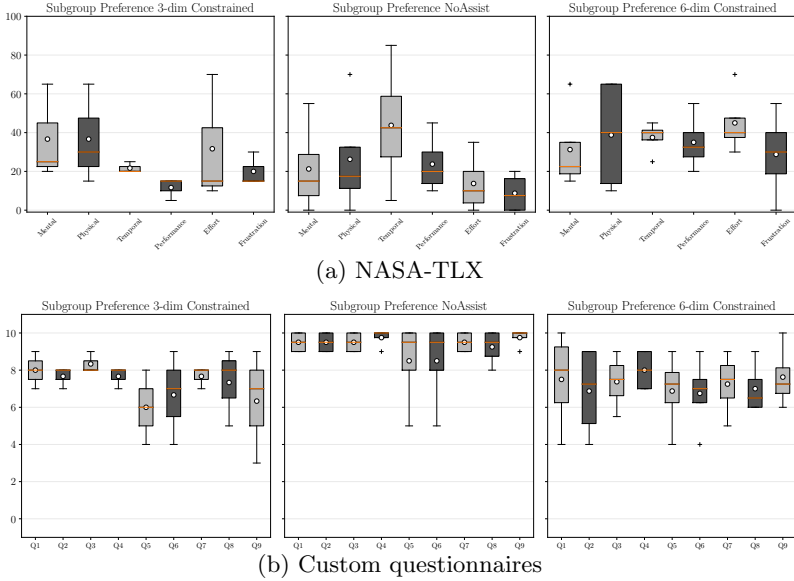 Subgroup Preference 3-dim Constrained
Subgroup Preference NoAssist
Subgroup Preference 6-dim Constrained
100
80
60
40
20
0
Mental Physical Temporal Performance Effort Frustration
Mental Physical Temporal Performance Effort Frustration
Mental Physical Temporal Performance Effort Frustration
(a) NASA-TLX
Subgroup Preference 3-dim Constrained
Subgroup Preference NoAssist
Subgroup Preference 6-dim Constrained
10
8
6
4
2
0
Q1 Q2 Q3 Q4 Q5 Q6 Q7 Q8 Q9
Q1 Q2 Q3 Q4 Q5 Q6 Q7 Q8 Q9
Q1 Q2 Q3 Q4 Q5 Q6 Q7 Q8 Q9
(b) Custom questionnaires